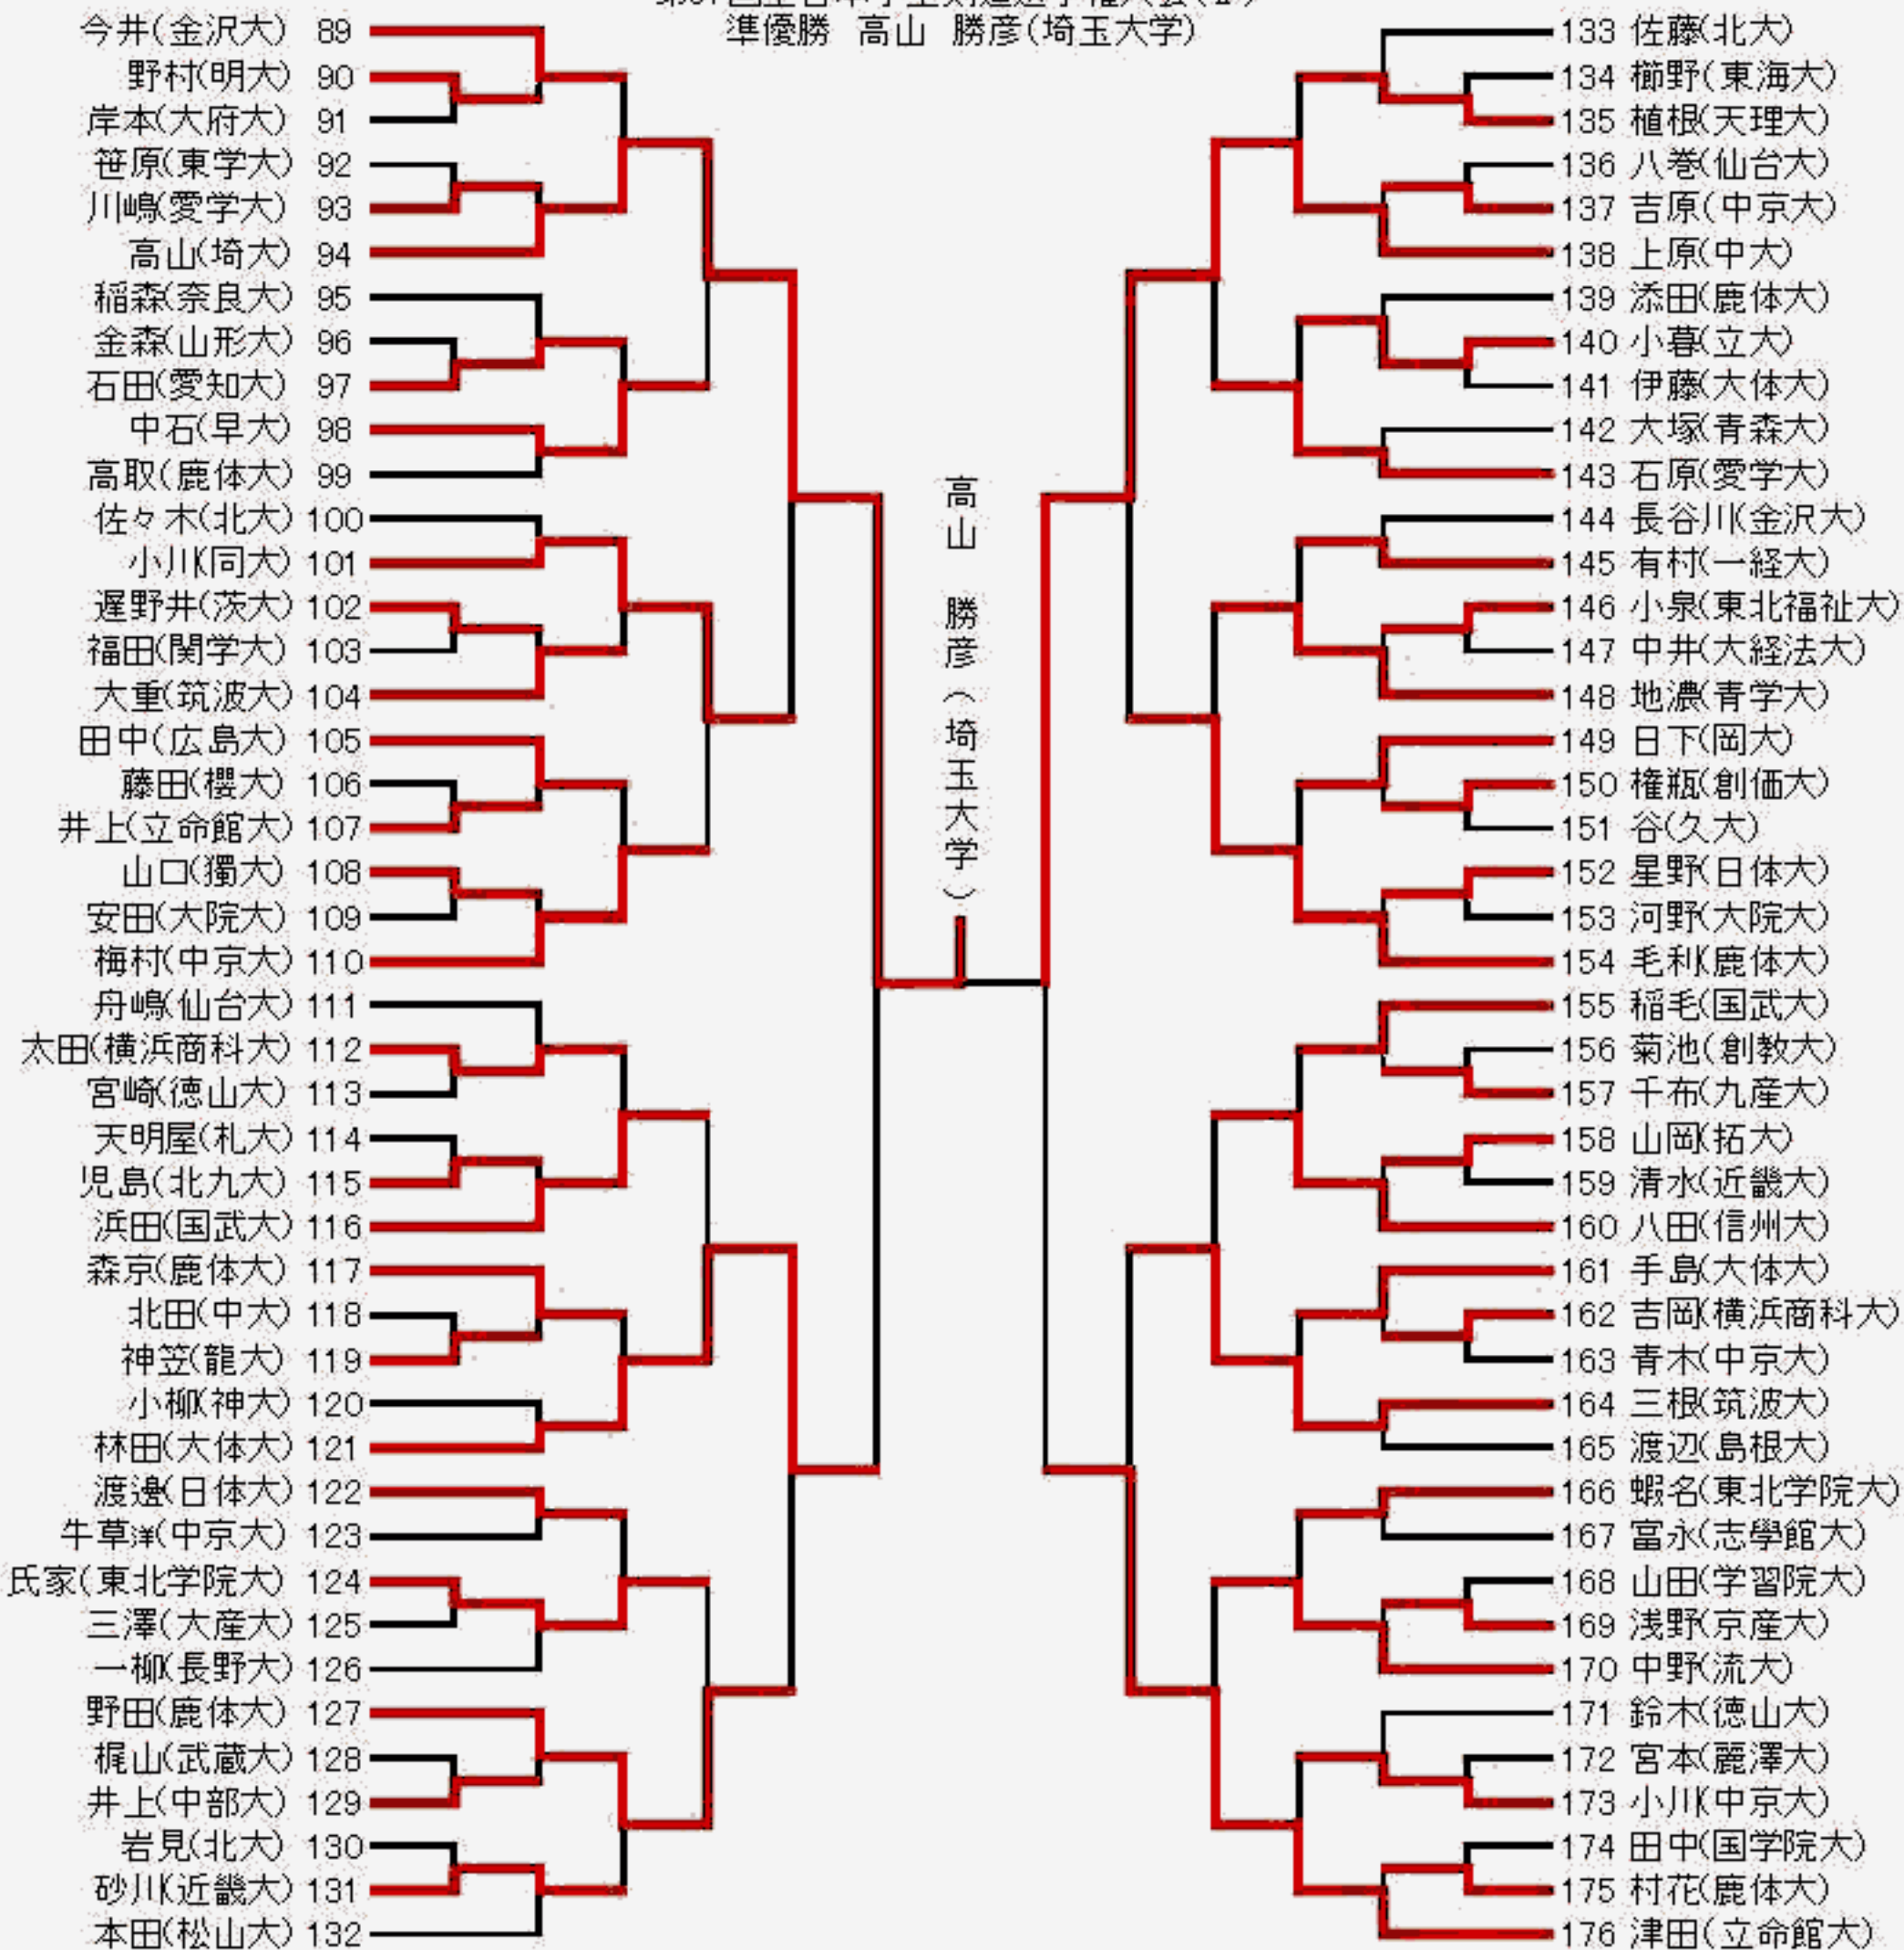 準優勝 高山 勝彦(埼玉大学)
今井(金沢大) 89
野村(明大) 90
岸本(大府大) 91
笹原(東学大) 92
川嶋(愛学大) 93
高山(埼大) 94
稲森(奈良大) 95
金森(山形大) 96
石田(愛知大) 97
中石(早大) 98
高取(鹿体大) 99
佐々木(北大) 100
小川(同大) 101
遅野井(茨大) 102
福田(関学大) 103
大重(筑波大) 104
田中(広島大) 105
藤田(櫻大) 106
井上(立命館大) 107
山口(獨大) 108
安田(大院大) 109
梅村(中京大) 110
舟嶋(仙台大) 111
太田(横浜商科大) 112
宮崎(徳山大) 113
天明屋(札大) 114
児島(北九大) 115
浜田(国武大) 116
森京(鹿体大) 117
北田(中大) 118
神笠(龍大) 119
小柳(神大) 120
林田(大体大) 121
渡邊(日体大) 122
牛草洋(中京大) 123
氏家(東北学院大) 124
三澤(大産大) 125
一柳(長野大) 126
野田(鹿体大) 127
梶山(武蔵大) 128
井上(中部大) 129
岩見(北大) 130
砂川(近畿大) 131
本田(松山大) 132
高山 勝彦(埼玉大学)
133 佐藤(北大)
134 櫛野(東海大)
135 植根(天理大)
136 八巻(仙台大)
137 吉原(中京大)
138 上原(中大)
139 添田(鹿体大)
140 小暮(立大)
141 伊藤(大体大)
142 大塚(青森大)
143 石原(愛学大)
144 長谷川(金沢大)
145 有村(一経大)
146 小泉(東北福祉大)
147 中井(大経法大)
148 地濃(青学大)
149 日下(岡大)
150 権瓶(創価大)
151 谷(久大)
152 星野(日体大)
153 河野(大院大)
154 毛利(鹿体大)
155 稲毛(国武大)
156 菊池(創教大)
157 千布(九産大)
158 山岡(拓大)
159 清水(近畿大)
160 八田(信州大)
161 手島(大体大)
162 吉岡(横浜商科大)
163 青木(中京大)
164 三根(筑波大)
165 渡辺(島根大)
166 蝦名(東北学院大)
167 富永(志學館大)
168 山田(学習院大)
169 浅野(京産大)
170 中野(流大)
171 鈴木(徳山大)
172 宮本(麗澤大)
173 小川(中京大)
174 田中(国学院大)
175 村花(鹿体大)
176 津田(立命館大)